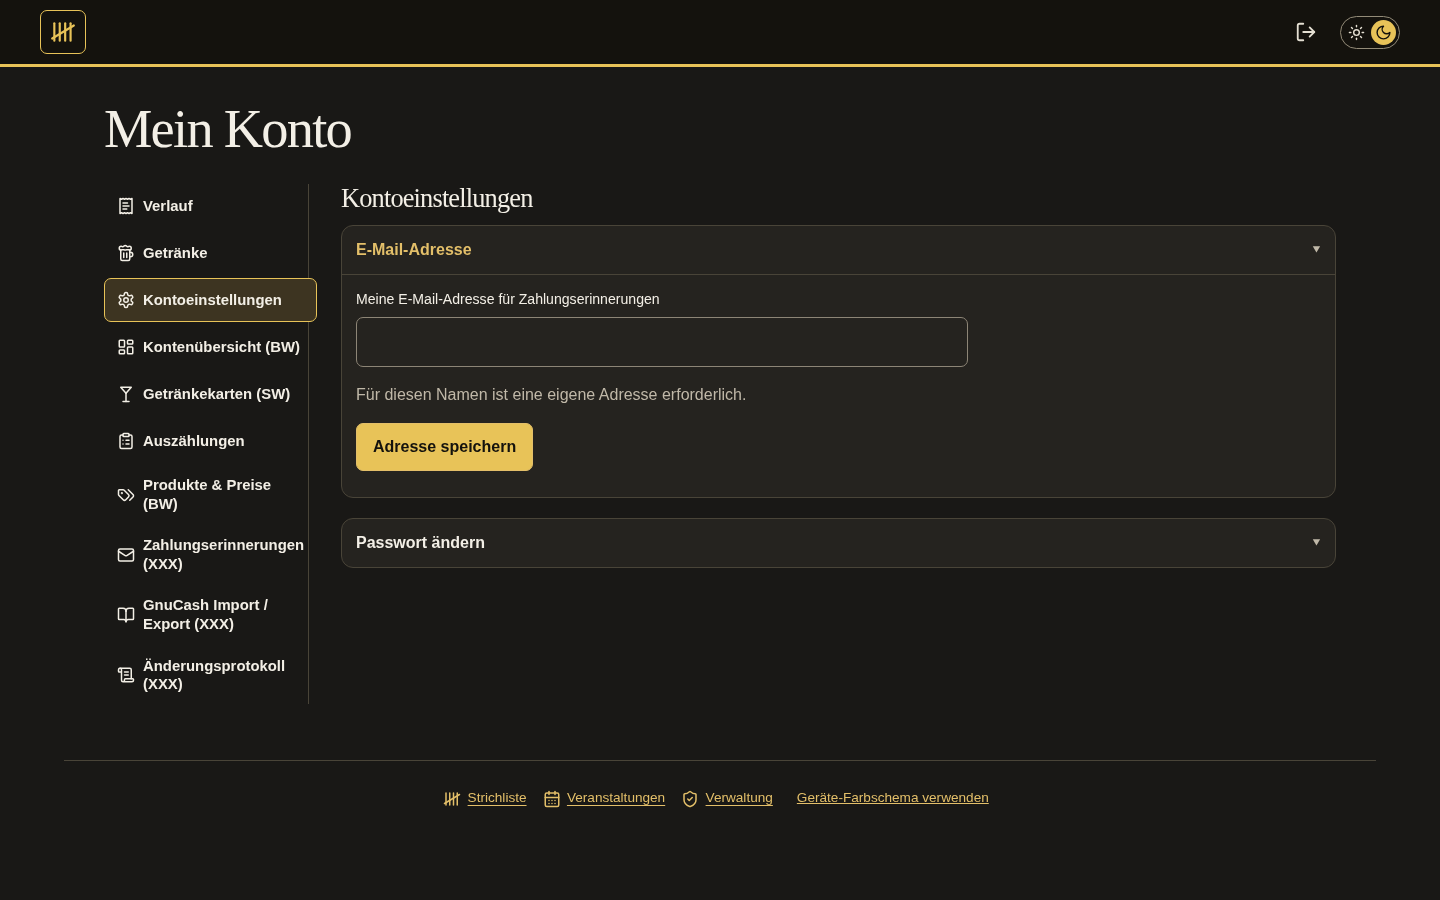 Mein Konto
Verlauf
Getränke
Kontoeinstellungen
Kontenübersicht (BW)
Getränkekarten (SW)
Auszählungen
Produkte & Preise
(BW)
Zahlungserinnerungen
(XXX)
GnuCash Import /
Export (XXX)
Änderungsprotokoll
(XXX)
Kontoeinstellungen
E-Mail-Adresse
Meine E-Mail-Adresse für Zahlungserinnerungen
Für diesen Namen ist eine eigene Adresse erforderlich.
Adresse speichern
Passwort ändern
Strichliste Veranstaltungen Verwaltung Geräte-Farbschema verwenden